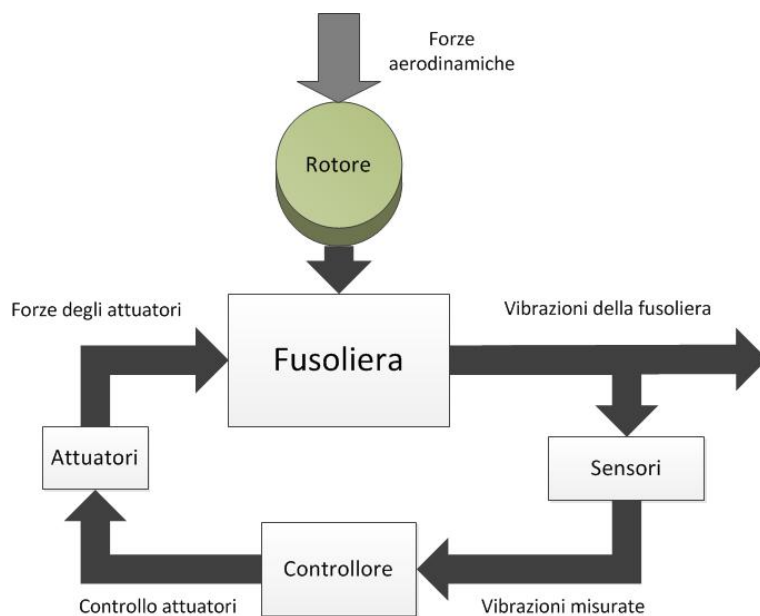 Forze
aerodinamiche
Rotore
Forze degli attuatori
Vibrazioni della fusoliera
Fusoliera
Attuatori
Sensori
Controllore
Controllo attuatori
Vibrazioni misurate